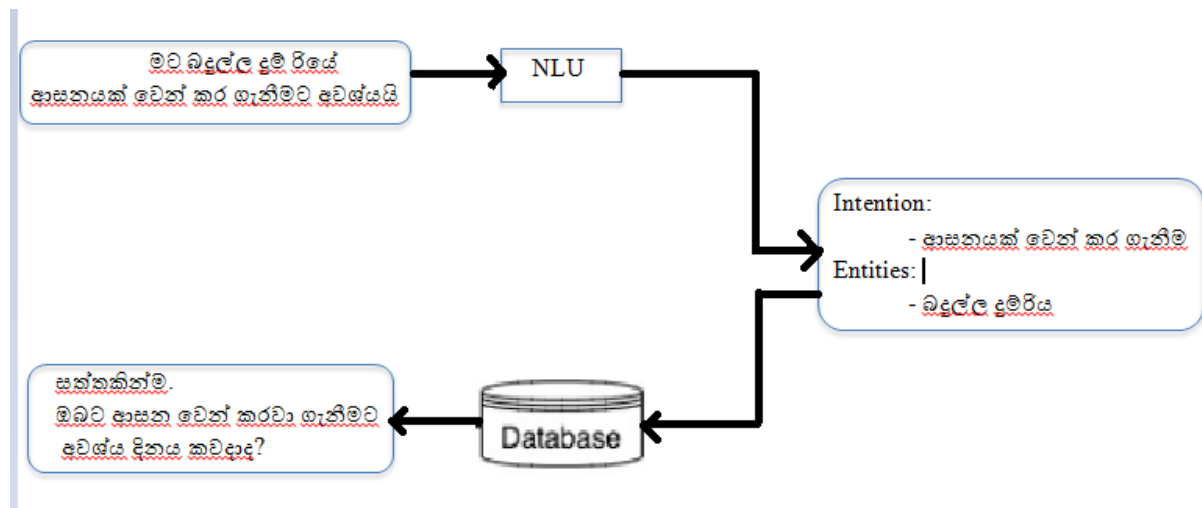 මට බදුල්ල දුම් රියේ
ආසනයක් වෙන් කර ගැනීමට අවශ්යයි
NLU
Intention:
- ආසනයක් වෙන් කර ගැනීම
Entities:
- බදුල්ල දුම්රිය
Database
සත්තකින්ම.
ඔබට ආසන වෙන් කරවා ගැනීමට
අවශ්ය දිනය කවදාද?